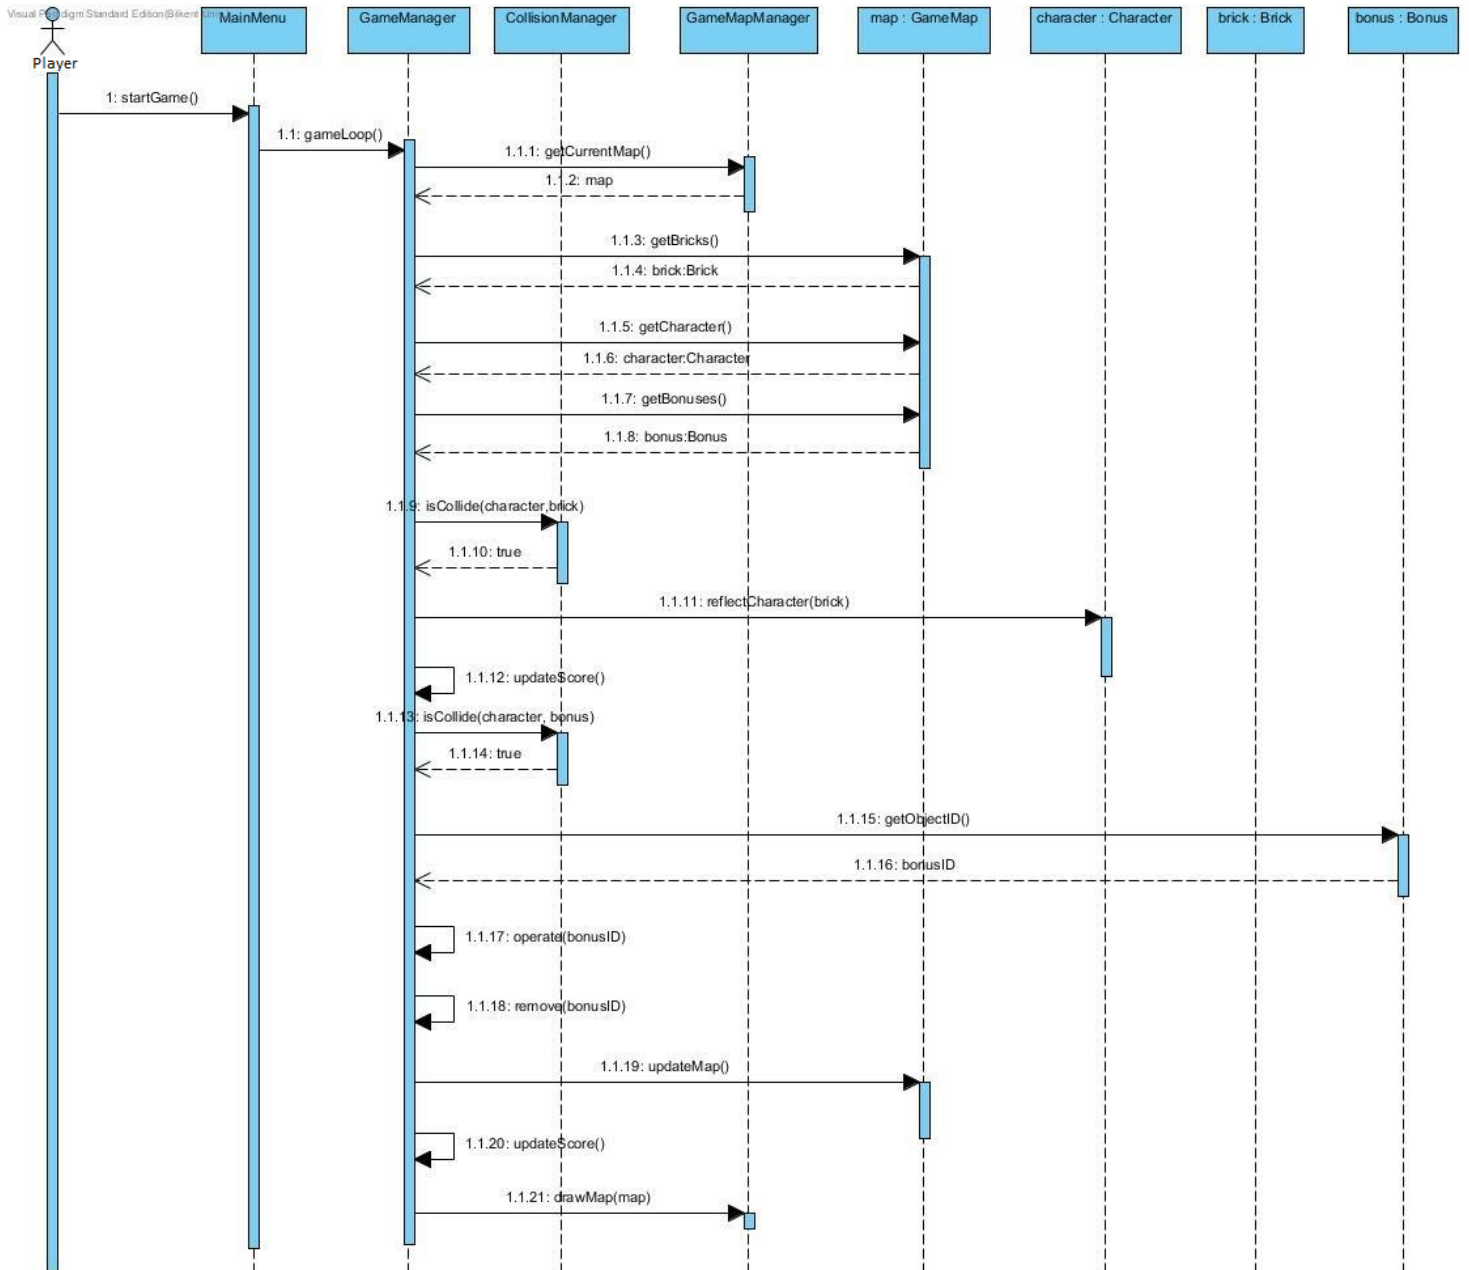 Visual Paradigm Standard Edition(Bilkent Univ
Player
MainMenu
GameManager
CollisionManager
GameMapManager
map : GameMap
character : Character
brick : Brick
bonus : Bonus
1: startGame()
1.1: gameLoop()
1.1.1: getCurrentMap()
1.1.2: map
1.1.3: getBricks()
1.1.4: brick:Brick
1.1.5: getCharacter()
1.1.6: character:Character
1.1.7: getBonuses()
1.1.8: bonus:Bonus
1.1.9: isCollide(character,brick)
1.1.10: true
1.1.11: reflectCharacter(brick)
1.1.12: updateScore()
1.1.13: isCollide(character, bonus)
1.1.14: true
1.1.15: getObjectID()
1.1.16: bonusID
1.1.17: operate(bonusID)
1.1.18: remove(bonusID)
1.1.19: updateMap()
1.1.20: updateScore()
1.1.21: drawMap(map)